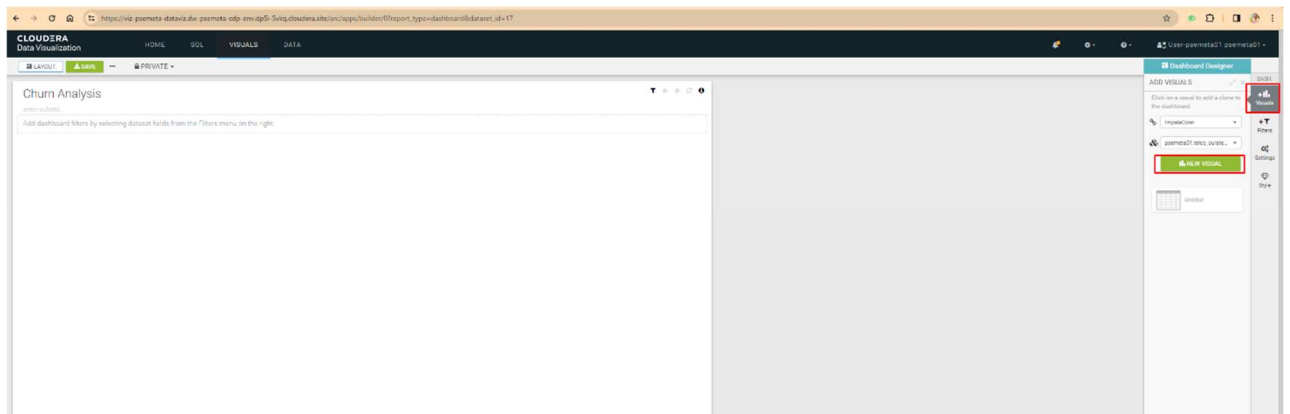 https://viz-psemeta-dataviz.dw-psemeta-cdp-env.dp5i-5vkq.cloudera.site/arc/apps/builder/0?report_type=dashboard&dataset_id=17
CLOUDERA
Data Visualization
HOME SQL VISUALS DATA
User-psemeta01 psemeta01
LAYOUT SAVE PRIVATE
Dashboard Designer
Churn Analysis
enter subtitle...
Add dashboard filters by selecting dataset fields from the Filters menu on the right.
ADD VISUALS
Click on a visual to add a clone to
the dashboard
ImpalaConn
psemeta01.telco_curate...
NEW VISUAL
Untitled
DASH
Visuals
Filters
Settings
Style